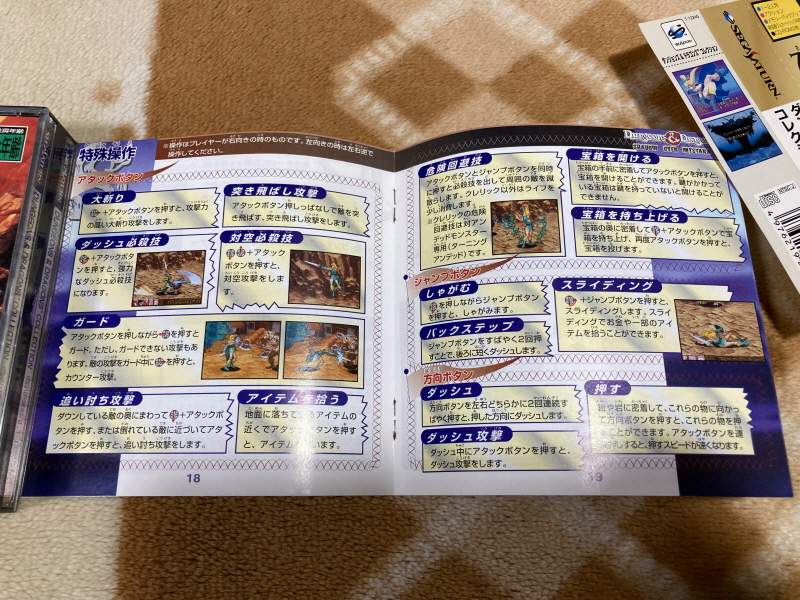 特殊操作
※操作はプレイヤーが右向きの時のものです。左向きの時は左右逆で
操作してください。
アタックボタン
大斬り
+アタックボタンを押すと、攻撃力
の高い大斬り攻撃をします。
突き飛ばし攻撃
アタックボタン押しっぱなしで敵を突
き飛ばす、突き飛ばし攻撃をします。
ダッシュ必殺技
+アタックボ
タンを押すと、強力
なダッシュ必殺技
になります。
対空必殺技
+アタック
ボタンを押すと、
対空攻撃をしま
す。
ガード
アタックボタンを押しながら を押すと
ガード。ただし、ガードできない攻撃もあ
ります。敵の攻撃をガード中に を押すと、
カウンター攻撃。
追い討ち攻撃
ダウンしている敵の奥にまわって +アタックボ
タンを押す、または倒れている敵に近づいてアタ
ックボタンを押すと、追い討ち攻撃をします。
アイテムを拾う
地面に落ちて るアイテムの
近くでアタックボタンを押す
と、アイテム います。
18
危険回避技
アタックボタンとジャンプボタンを同時
に押すと必殺技を出して周囲の敵を蹴
散らします。クレリック以外はライフを
少し消費します。
※クレリックの危険
回避技は対アン
デッドモンスター
専用(ターニング
アンデッド)です。
宝箱を開ける
宝箱の手前に密着してアタックボタンを押すと、
宝箱を開けることができます。鍵がかかって
いる宝箱は鍵を持っていないと開けることが
できません。
宝箱を持ち上げる
宝箱の奥に密着して +アタックボタンで宝
箱を持ち上げ、再度アタックボタンを押すと、
宝箱を投げます。
ジャンプボタン
しゃがむ
を押しながらジャンプボタン
を押すと、しゃがみます。
バックステップ
ジャンプボタンをすばやく2回押
すことで、後ろに短くダッシュします。
スライディング
+ジャンプボタンを押すと、
スライディングします。スライ
ディングでお金や一部のアイ
テムを拾うことができます。
方向ボタン
ダッシュ
方向ボタンを左右どちらかに2回連続す
ばやく押すと、押した方向にダッシュします。
ダッシュ攻撃
ダッシュ中にアタックボタンを押すと、
ダッシュ攻撃をします。
押す
や岩に密着して、これらの物に向かっ
て方向ボタンを押すと、これらの物を押
ことができます。アタックボタンを連
すると、押すスピードが速くなります。
19
SEGA SATURN